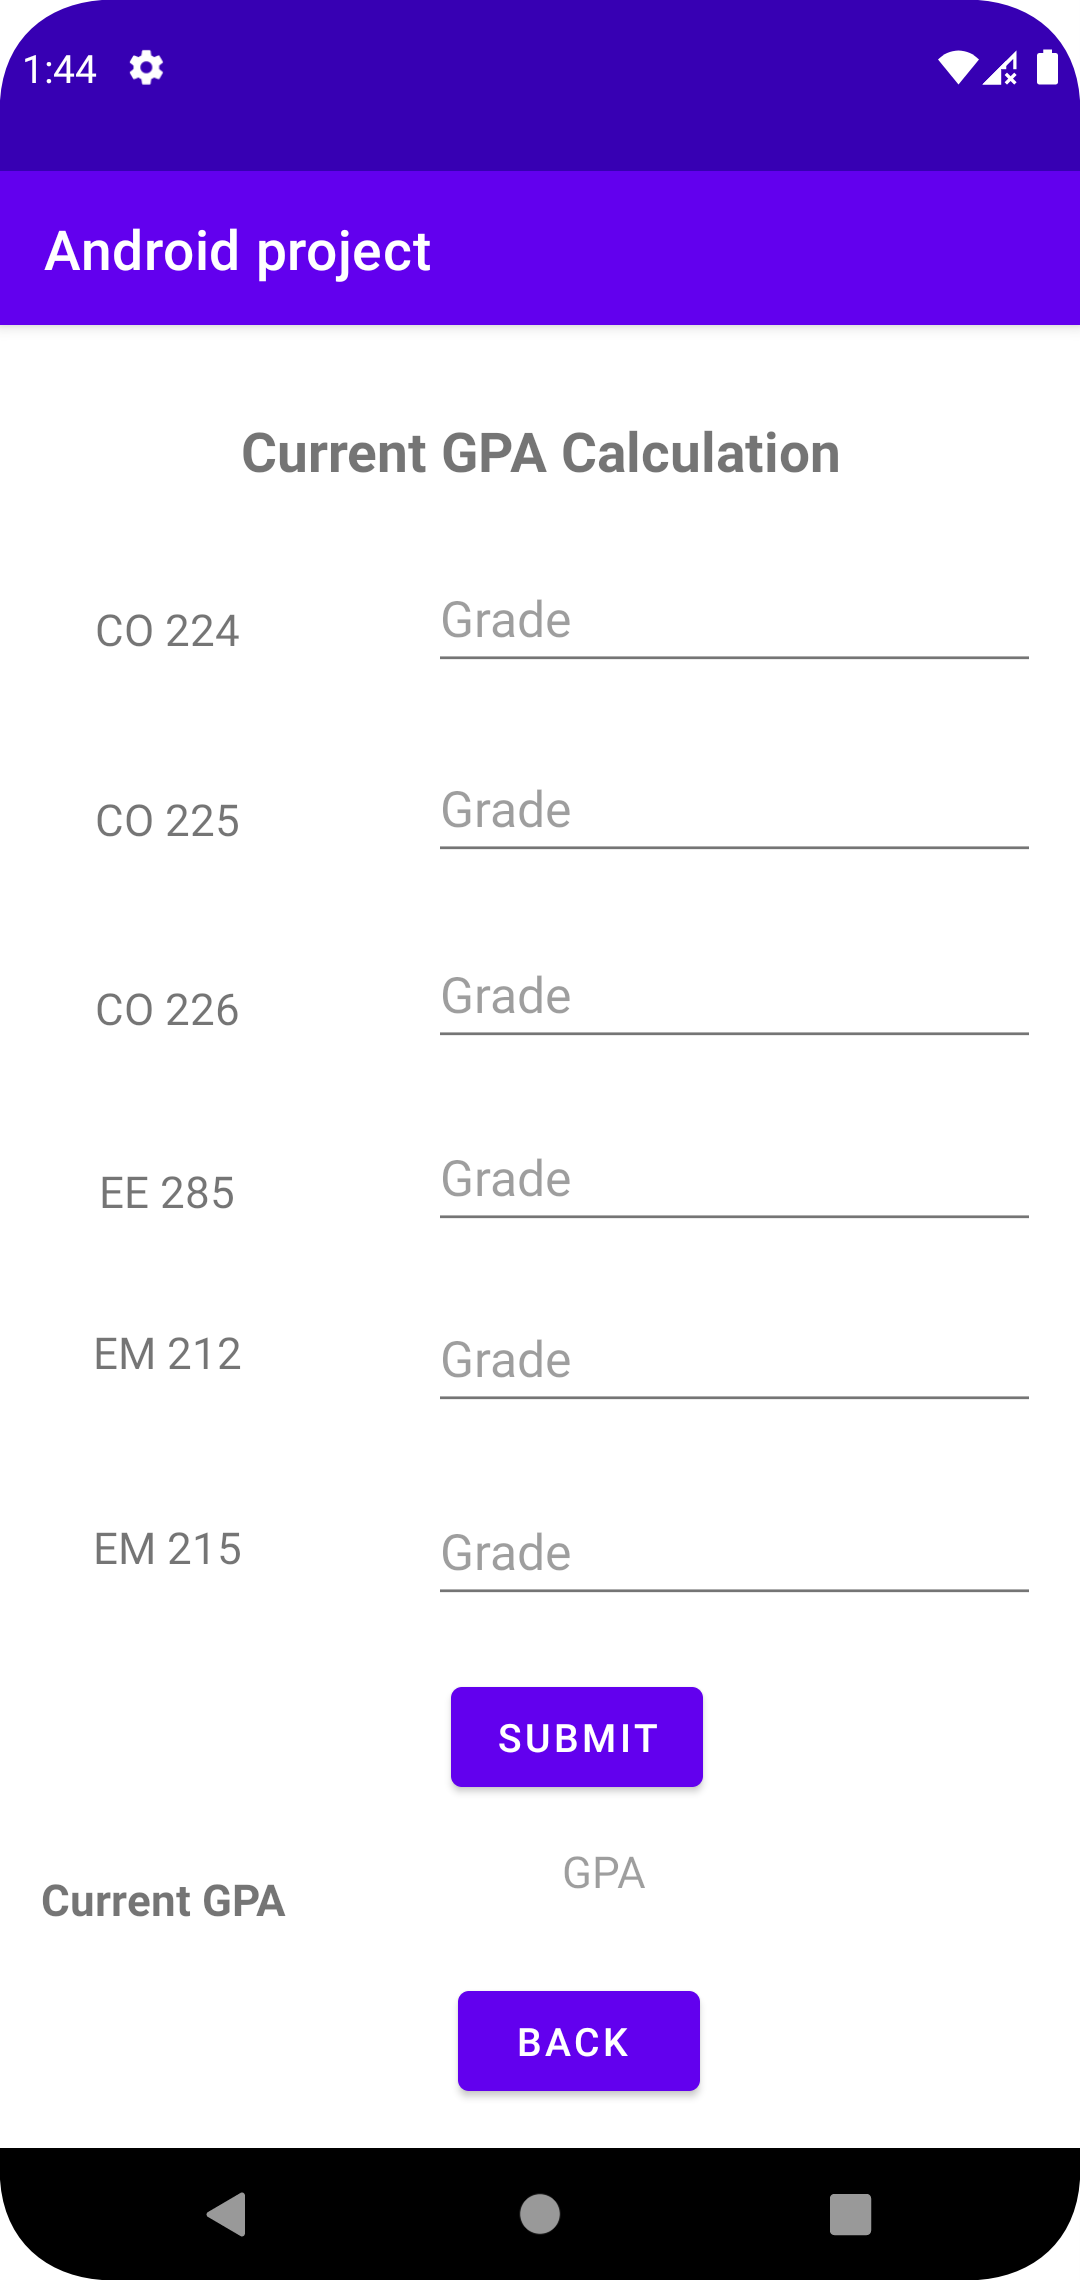 1:44
Android project
Current GPA Calculation
CO 224 Grade
CO 225 Grade
CO 226 Grade
EE 285 Grade
EM 212 Grade
EM 215 Grade
SUBMIT
GPA
Current GPA
BACK